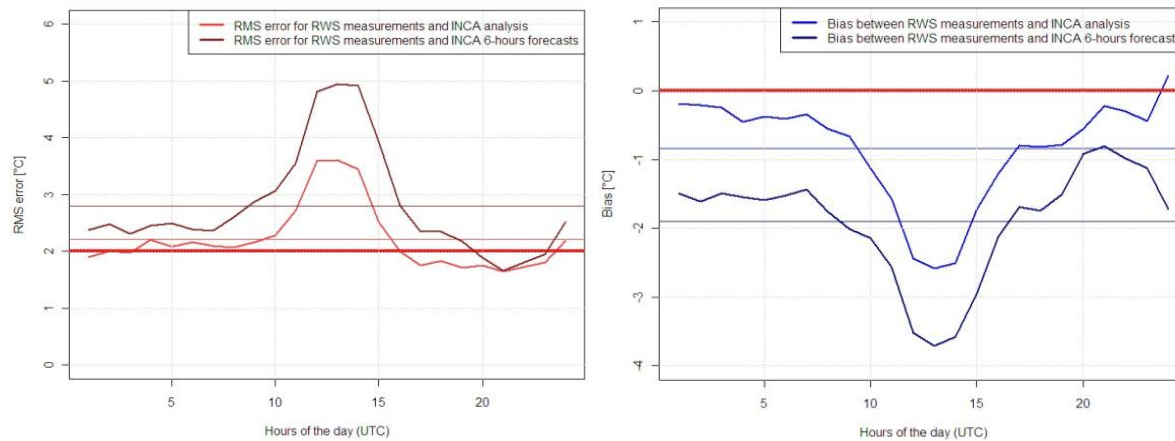 RMS error for RWS measurements and INCA analysis
RMS error for RWS measurements and INCA 6-hours forecasts
6
5
4
3
2
1
0
RMS error [°C]
5
10
15
20
Hours of the day (UTC)
Bias between RWS measurements and INCA analysis
Bias between RWS measurements and INCA 6-hours forecast
1
0
-1
-2
-3
-4
Bias [°C]
5
10
15
20
Hours of the day (UTC)